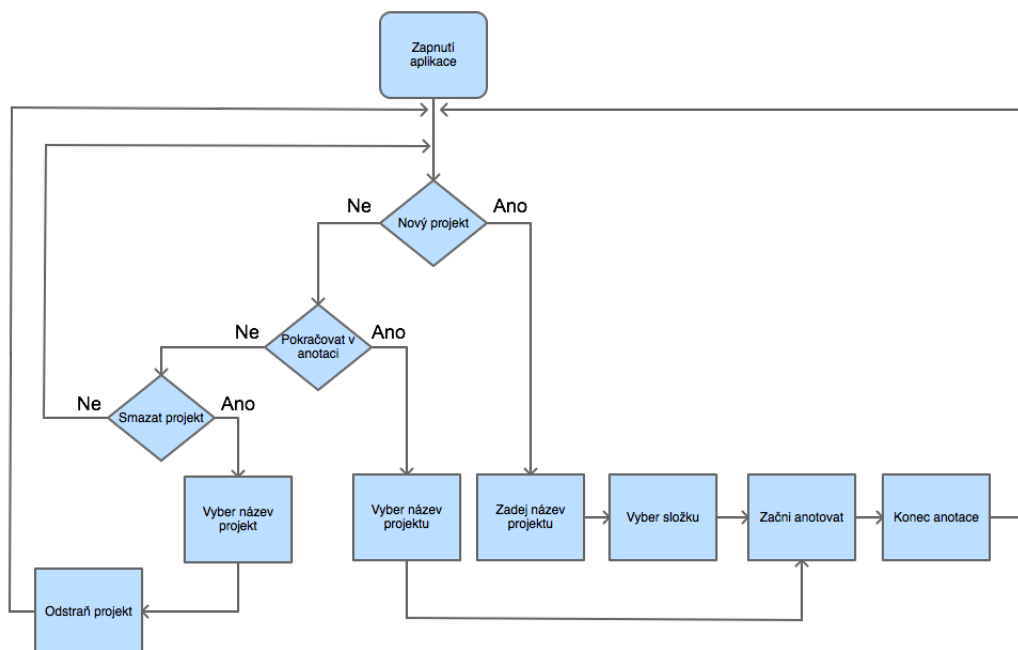 Zapnutí
aplikace
Ne
Nový projekt
Ano
Ne
Pokračovat v
anotaci
Ano
Ne
Smazat projekt
Ano
Vyber název
projekt
Vyber název
projektu
Zadej název
projektu
Vyber složku
Začni anotovat
Konec anotace
Odstraň projekt